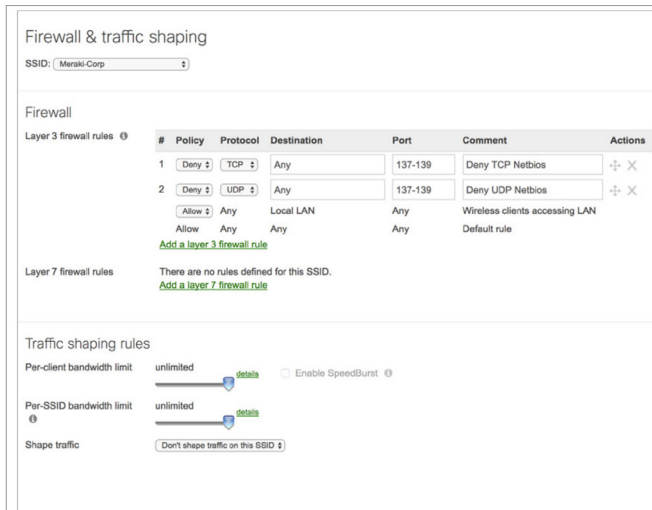 Firewall & traffic shaping
SSID: Meraki-Corp
Firewall
Layer 3 firewall rules
# Policy Protocol Destination Port Comment Actions
1 Deny TCP Any 137-139 Deny TCP Netbios
2 Deny UDP Any 137-139 Deny UDP Netbios
Allow Any Local LAN Any Wireless clients accessing LAN
Allow Any Any Any Default rule
Add a layer 3 firewall rule
Layer 7 firewall rules There are no rules defined for this SSID.
Add a layer 7 firewall rule
Traffic shaping rules
Per-client bandwidth limit unlimited details Enable SpeedBurst
Per-SSID bandwidth limit unlimited details
Shape traffic Don't shape traffic on this SSID